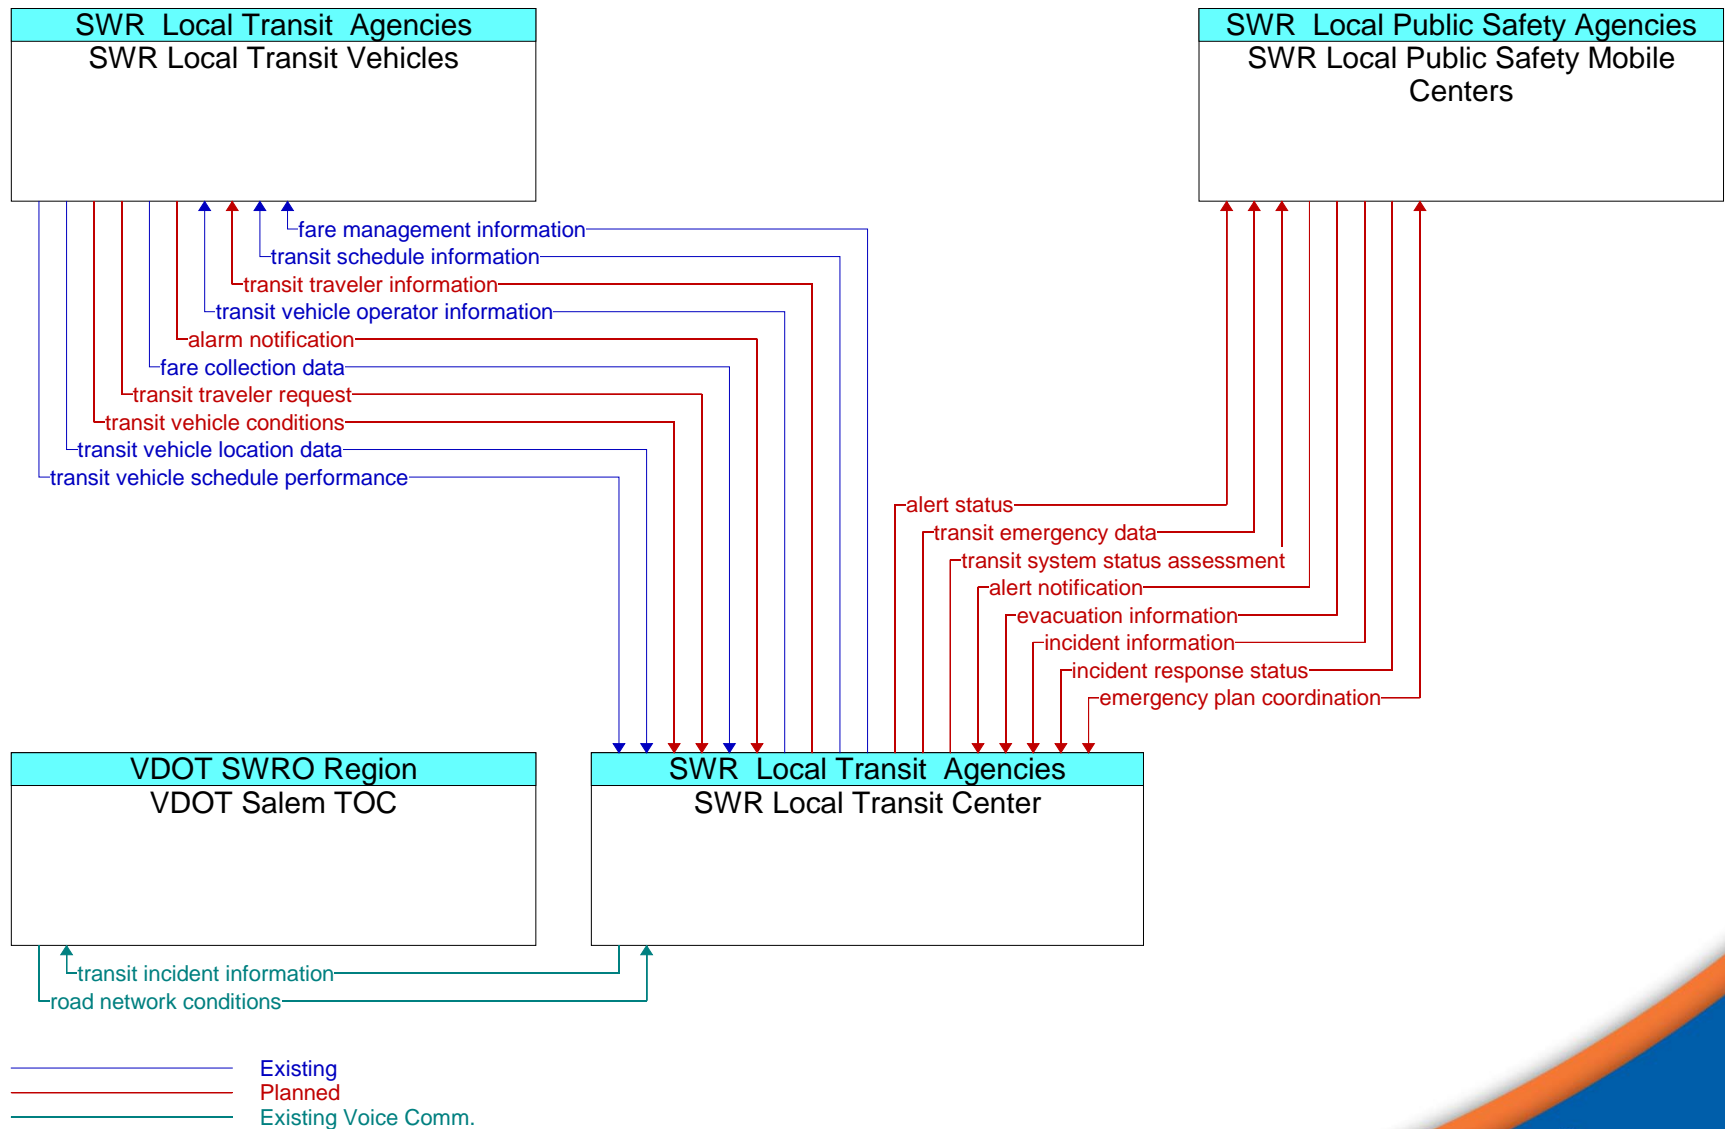 SWR Local Transit Agencies
SWR Local Transit Vehicles
SWR Local Public Safety Agencies
SWR Local Public Safety Mobile
Centers
fare management information
transit schedule information
transit traveler information
transit vehicle operator information
alarm notification
fare collection data
transit traveler request
transit vehicle conditions
transit vehicle location data
transit vehicle schedule performance
alert status
transit emergency data
transit system status assessment
alert notification
evacuation information
incident information
incident response status
emergency plan coordination
VDOT SWRO Region
VDOT Salem TOC
SWR Local Transit Agencies
SWR Local Transit Center
transit incident information
road network conditions
Existing
Planned
Existing Voice Comm.